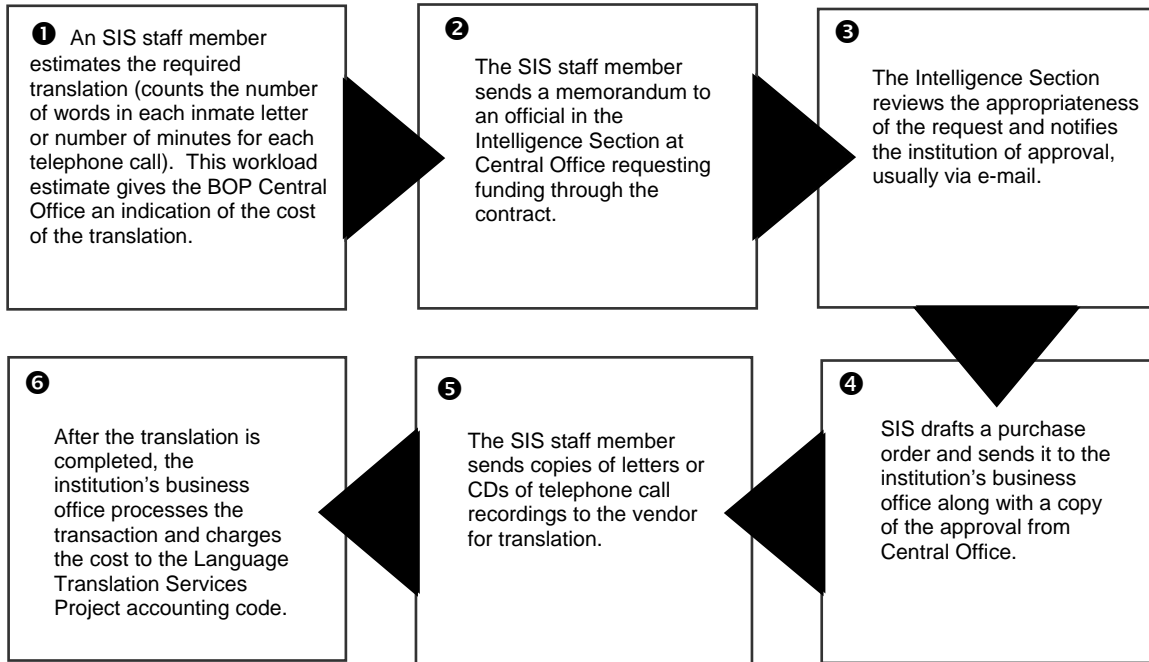 ❶ An SIS staff member
estimates the required
translation (counts the number
of words in each inmate letter
or number of minutes for each
telephone call). This workload
estimate gives the BOP Central
Office an indication of the cost
of the translation.
❷
The SIS staff member
sends a memorandum to
an official in the
Intelligence Section at
Central Office requesting
funding through the
contract.
❸
The Intelligence Section
reviews the appropriateness
of the request and notifies
the institution of approval,
usually via e-mail.
❹
SIS drafts a purchase
order and sends it to the
institution’s business
office along with a copy
of the approval from
Central Office.
❺
The SIS staff member
sends copies of letters or
CDs of telephone call
recordings to the vendor
for translation.
❻
After the translation is
completed, the
institution’s business
office processes the
transaction and charges
the cost to the Language
Translation Services
Project accounting code.